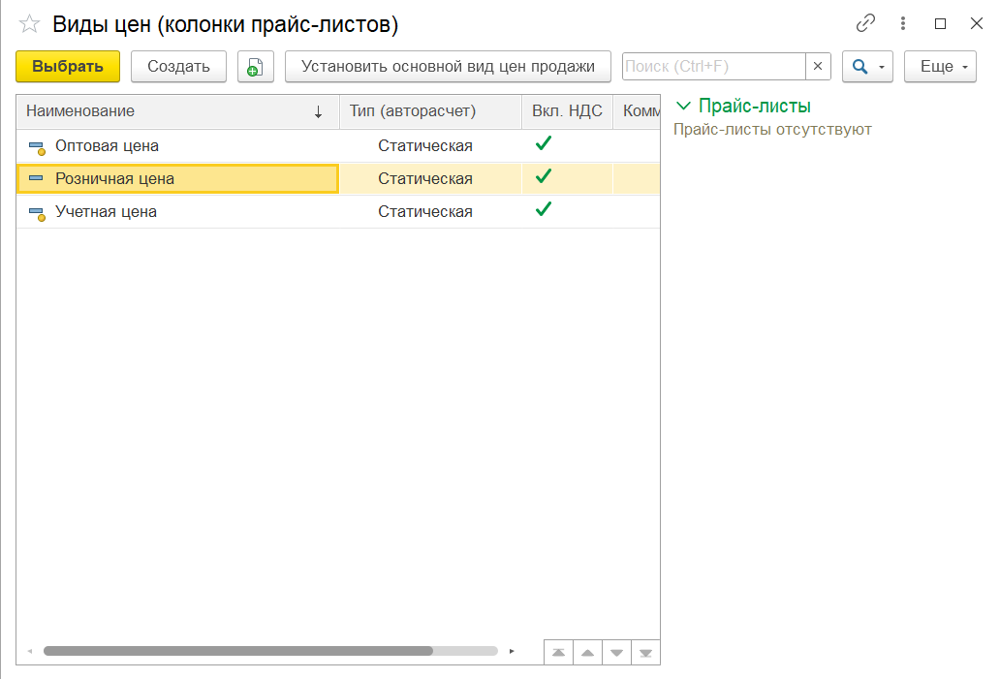 Виды цен (колонки прайс-листов)
Выбрать Создать Установить основной вид цен продажи Поиск (Ctrl+F) Еще
Наименование Тип (авторасчет) Вкл. НДС Комм
Оптовая цена Статическая
Розничная цена Статическая
Учетная цена Статическая
Прайс-листы
Прайс-листы отсутствуют